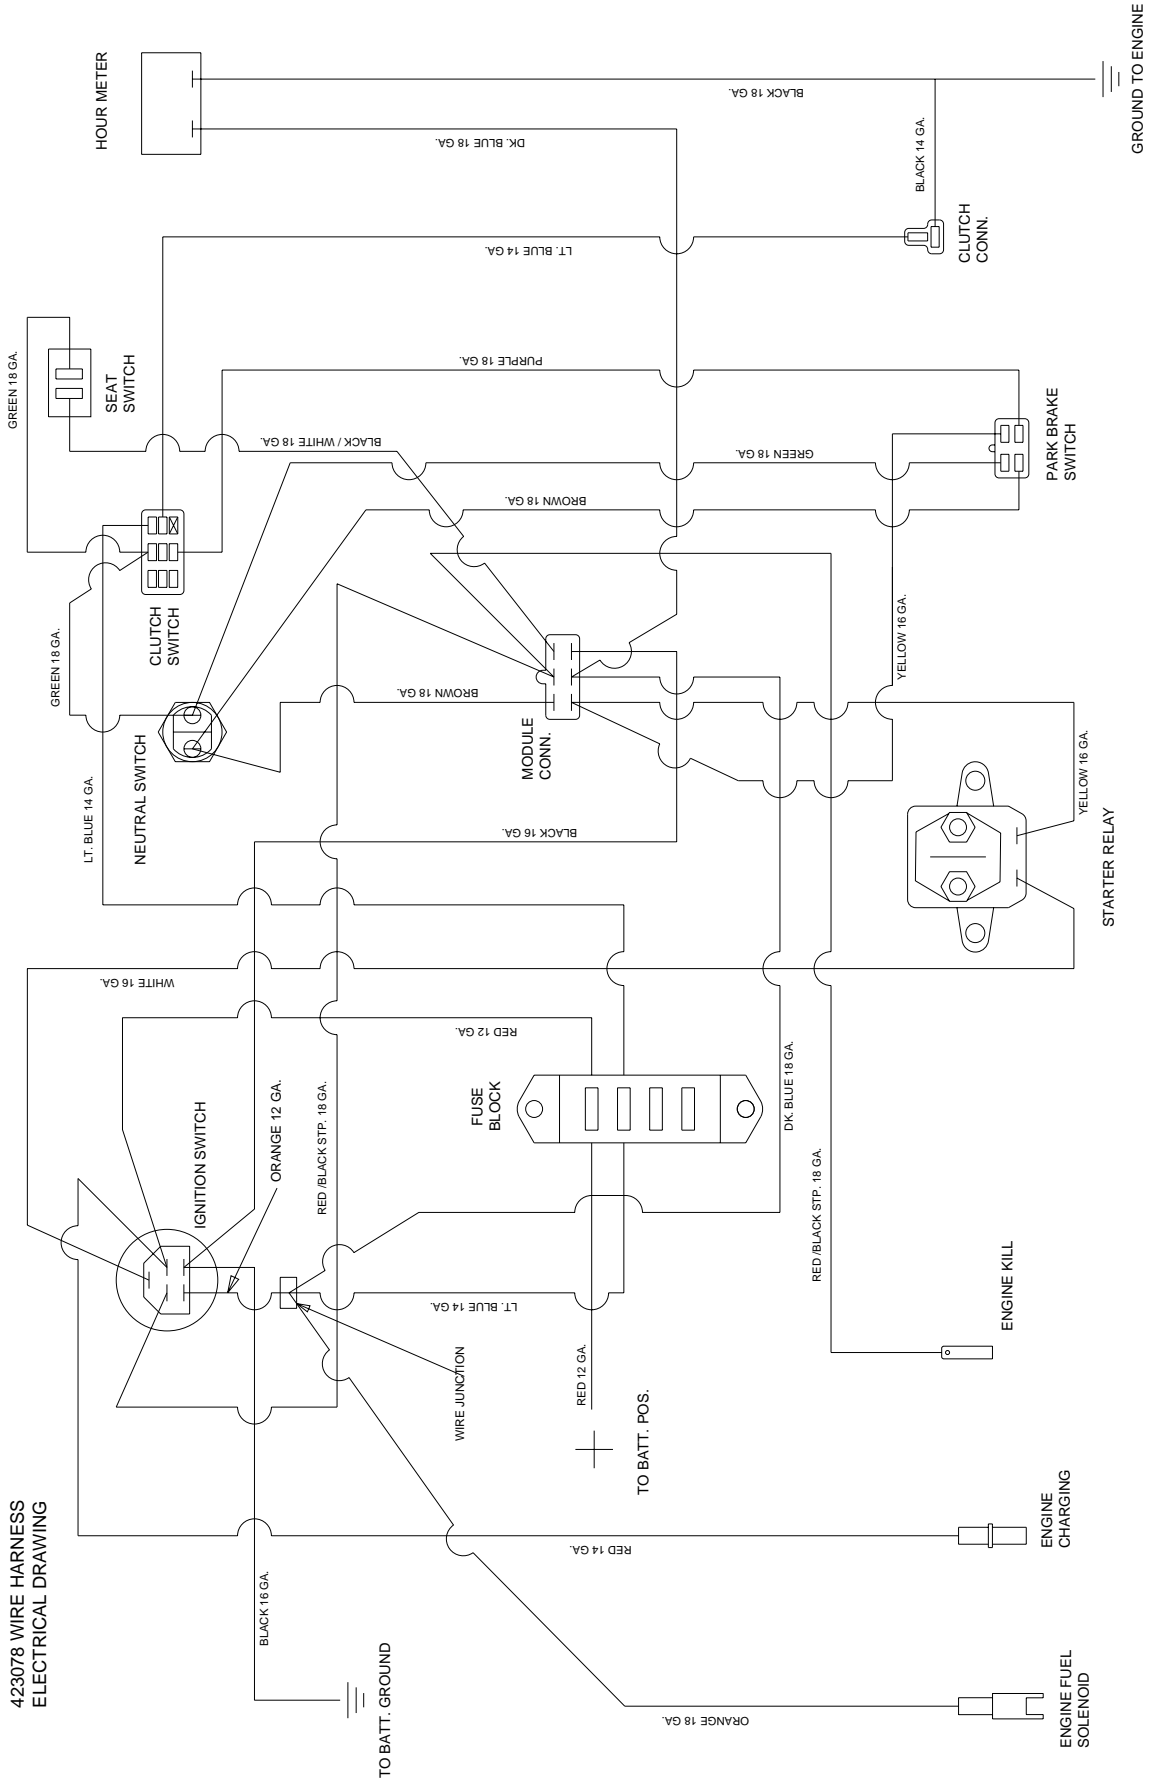 423078 WIRE HARNESS
ELECTRICAL DRAWING
TO BATT. GROUND
BLACK 16 GA.
ENGINE FUEL
SOLENOID
ORANGE 18 GA.
ENGINE
CHARGING
RED 14 GA.
TO BATT. POS.
RED 12 GA.
WIRE JUNCTION
LT. BLUE 14 GA.
ENGINE KILL
RED /BLACK STP. 18 GA.
IGNITION SWITCH
ORANGE 12 GA.
RED /BLACK STP. 18 GA.
FUSE
BLOCK
DK. BLUE 18 GA.
RED 12 GA.
WHITE 16 GA.
STARTER RELAY
YELLOW 16 GA.
LT. BLUE 14 GA.
NEUTRAL SWITCH
BLACK 16 GA.
MODULE
CONN.
BROWN 18 GA.
GREEN 18 GA.
CLUTCH
SWITCH
YELLOW 16 GA.
BROWN 18 GA.
GREEN 18 GA.
BLACK / WHITE 18 GA.
PARK BRAKE
SWITCH
GREEN 18 GA.
SEAT
SWITCH
PURPLE 18 GA.
LT. BLUE 14 GA.
CLUTCH
CONN.
BLACK 14 GA.
DK. BLUE 18 GA.
HOUR METER
BLACK 18 GA.
GROUND TO ENGINE